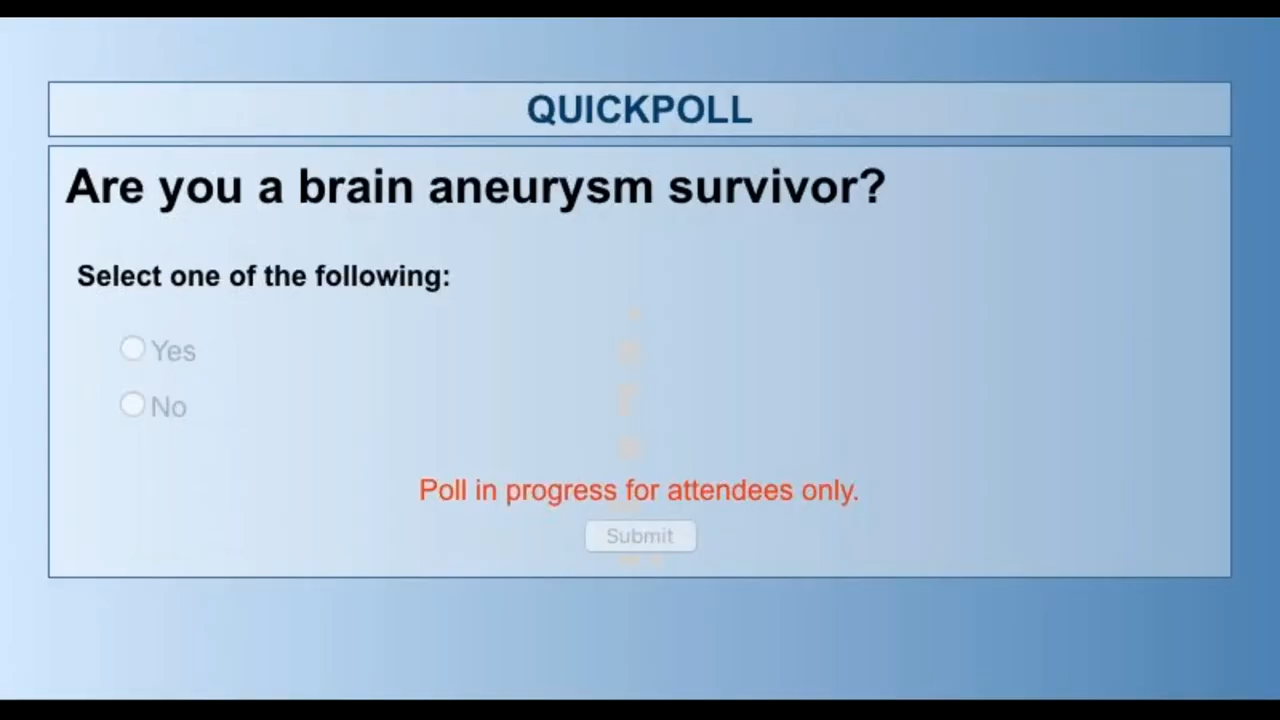 QUICKPOLL
Are you a brain aneurysm survivor?
Select one of the following:
Yes
No
Poll in progress for attendees only.
Submit